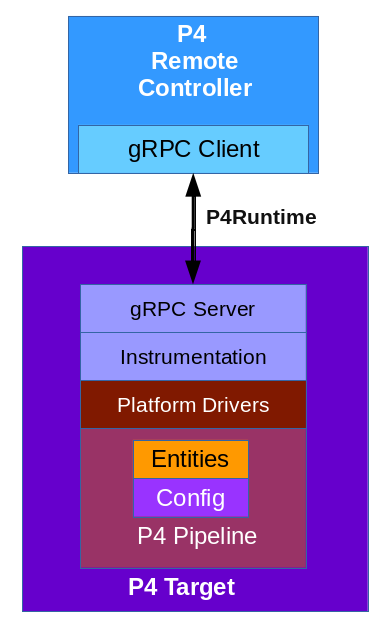 P4
Remote
Controller
gRPC Client
P4Runtime
gRPC Server
Instrumentation
Platform Drivers
Entities
Config
P4 Pipeline
P4 Target